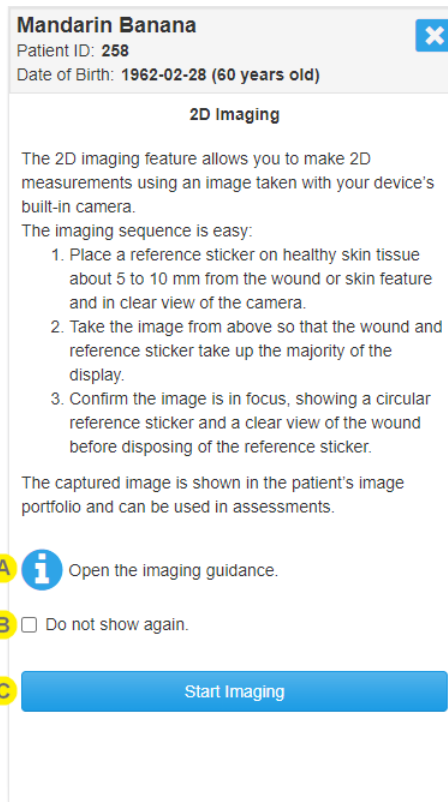 Mandarin Banana
Patient ID: 258
Date of Birth: 1962-02-28 (60 years old)
2D Imaging
The 2D imaging feature allows you to make 2D
measurements using an image taken with your device's
built-in camera.
The imaging sequence is easy:
1. Place a reference sticker on healthy skin tissue
about 5 to 10 mm from the wound or skin feature
and in clear view of the camera.
2. Take the image from above so that the wound and
reference sticker take up the majority of the
display.
3. Confirm the image is in focus, showing a circular
reference sticker and a clear view of the wound
before disposing of the reference sticker.
The captured image is shown in the patient's image
portfolio and can be used in assessments.
A Open the imaging guidance.
B Do not show again.
C Start Imaging